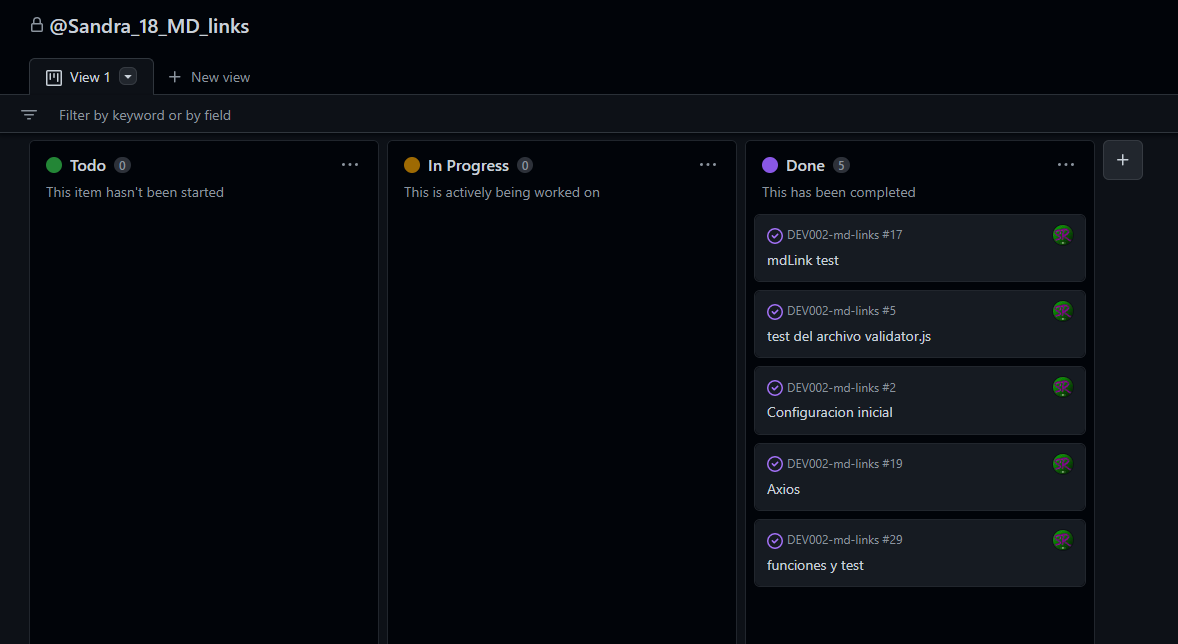 @Sandra_18_MD_links
View 1
New view
Filter by keyword or by field
Todo 0
This item hasn't been started
In Progress 0
This is actively being worked on
Done 5
This has been completed
DEV002-md-links #17
mdLink test
DEV002-md-links #5
test del archivo validator.js
DEV002-md-links #2
Configuracion inicial
DEV002-md-links #19
Axios
DEV002-md-links #29
funciones y test